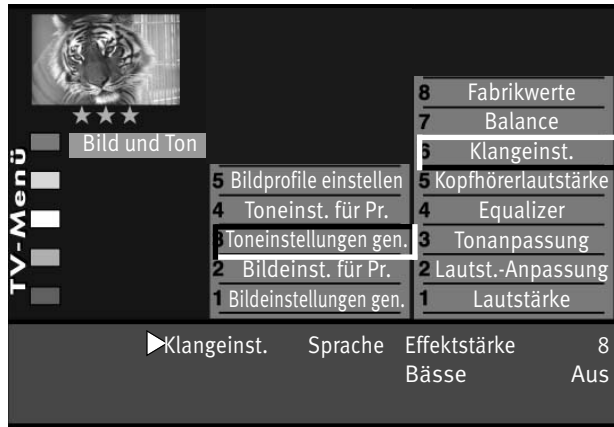 TV-Menü
Bild und Ton
5 Bildprofile einstellen
4 Toneinst. für Pr.
3 Toneinstellungen gen.
2 Bildeinst. für Pr.
1 Bildeinstellungen gen.
8 Fabrikwerte
7 Balance
6 Klangeinst.
5 Kopfhörerlautstärke
4 Equalizer
3 Tonanpassung
2 Lautst.-Anpassung
1 Lautstärke
Klangeinst. Sprache Effektstärke 8
Bässe Aus